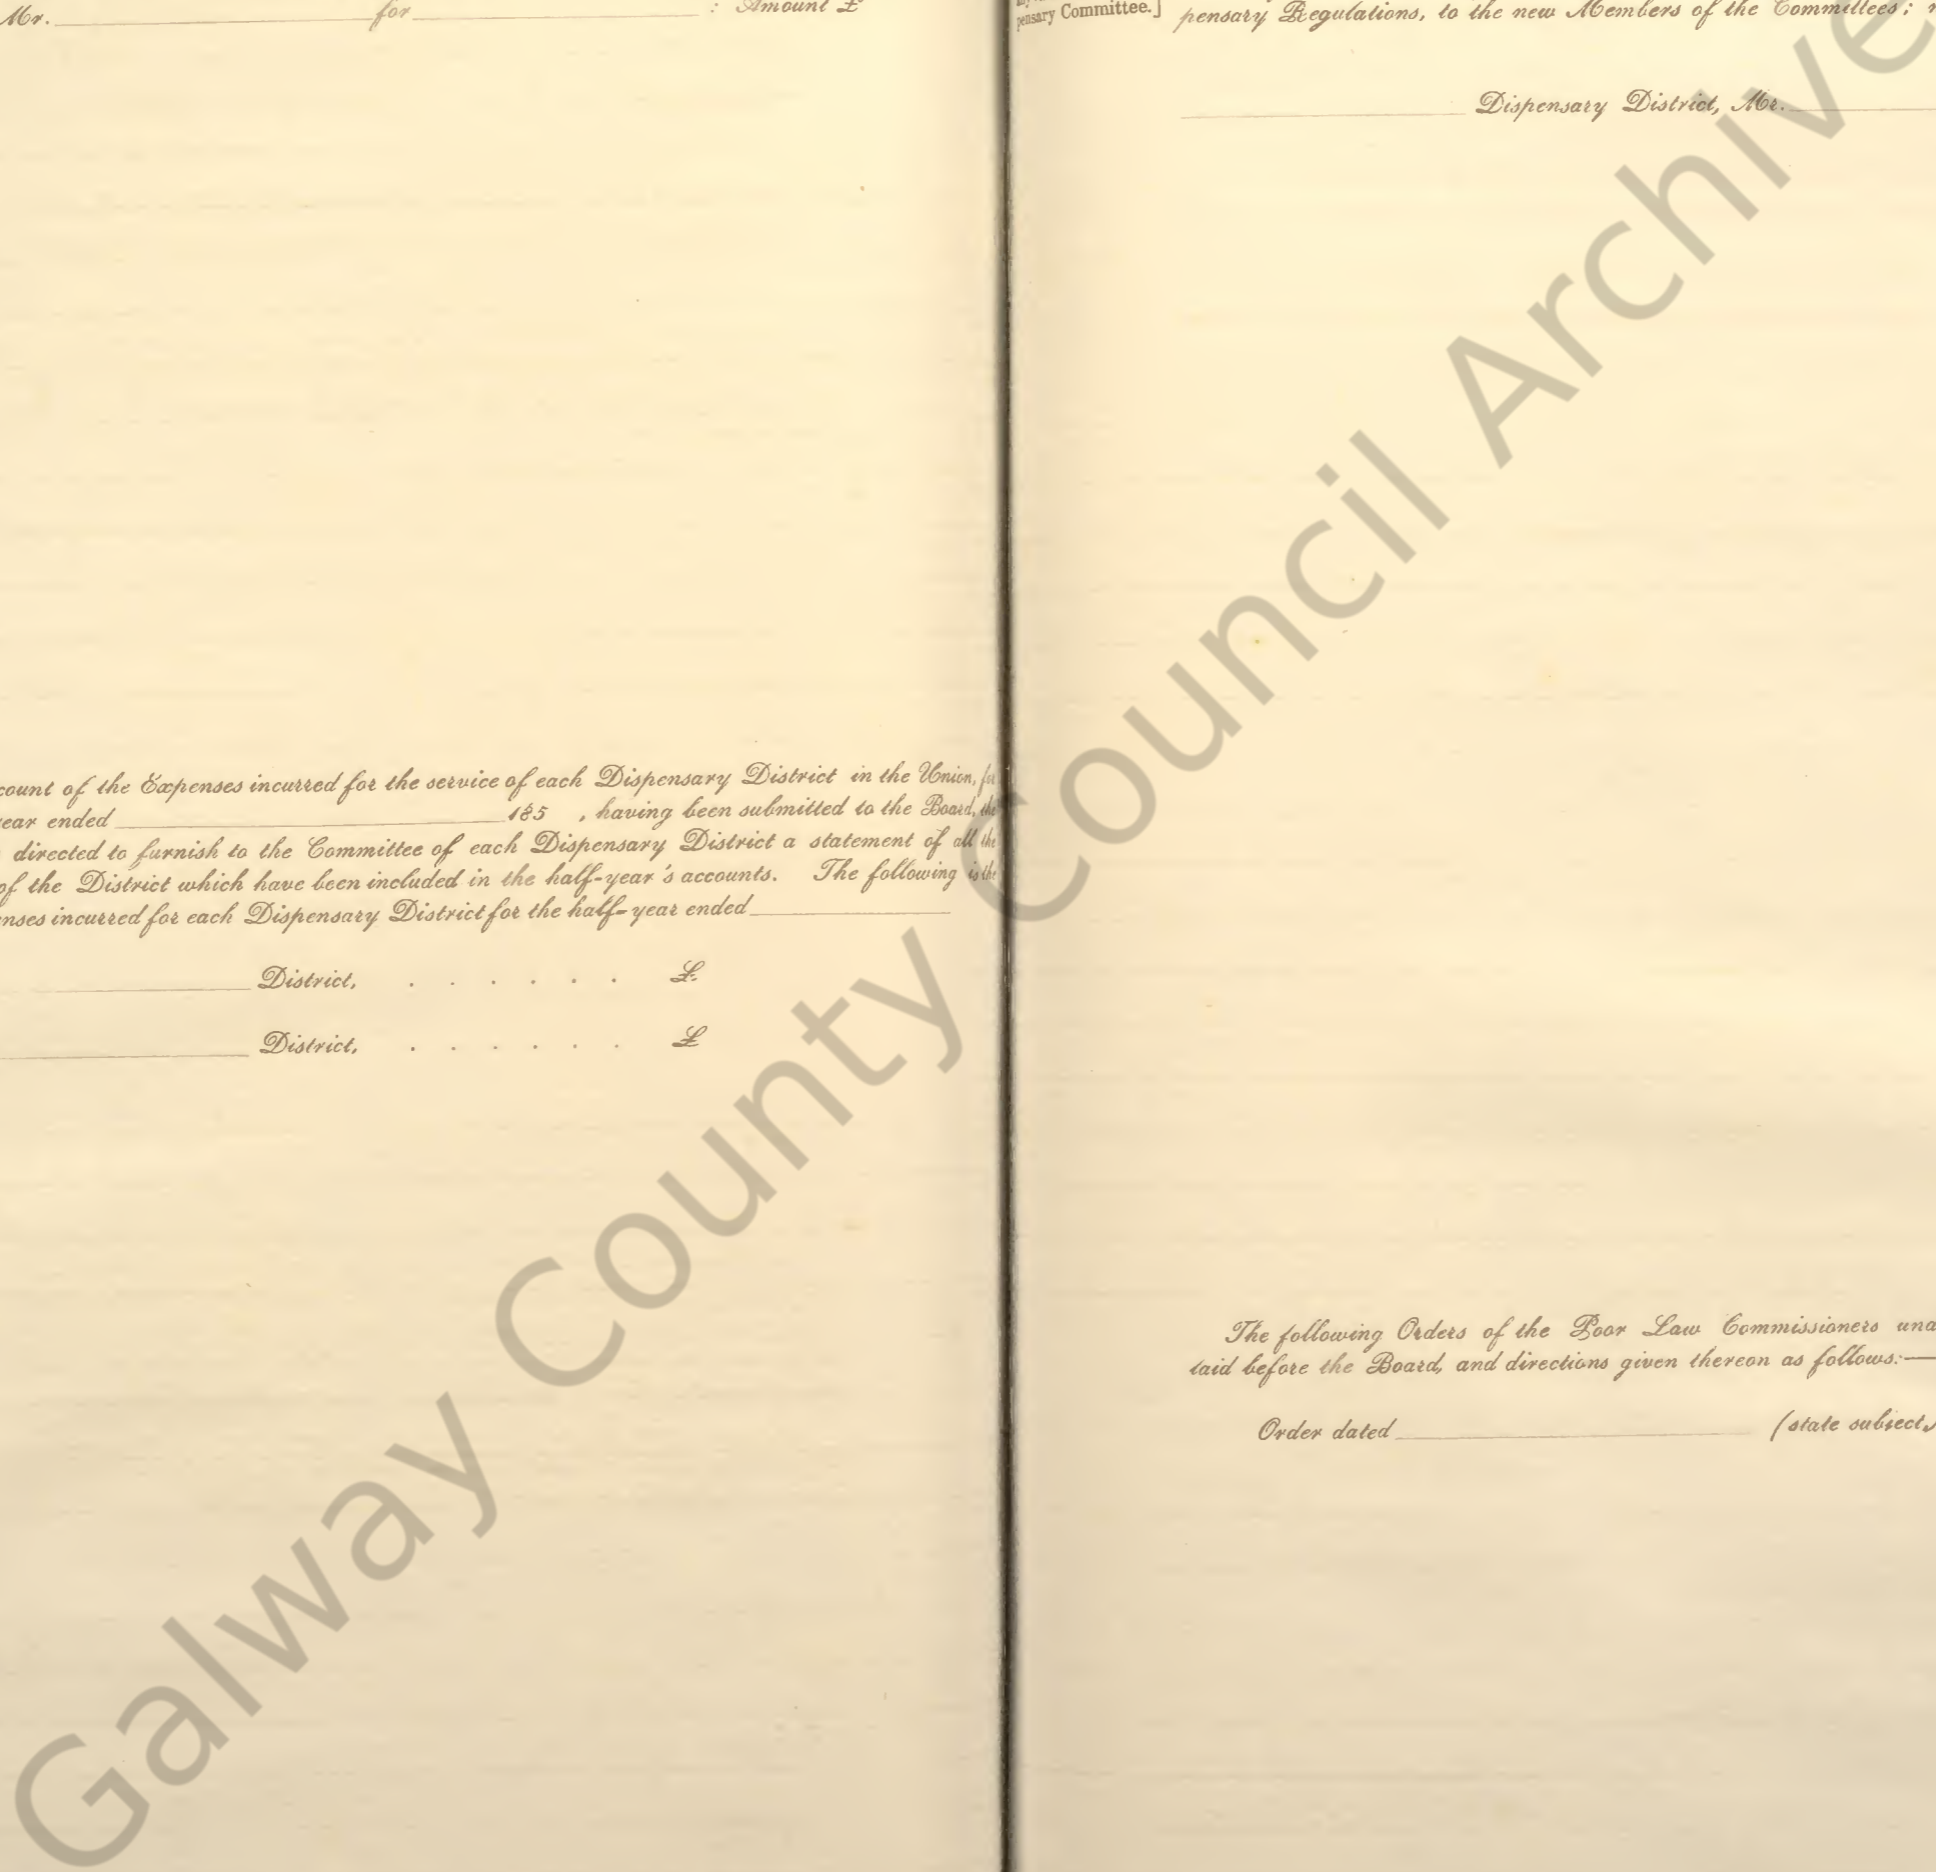 Mr. for : Amount £
count of the Expenses incurred for the service of each Dispensary District in the Union, for
year ended 185 , having been submitted to the Board, the
directed to furnish to the Committee of each Dispensary District a statement of all the
of the District which have been included in the half-year's accounts. The following is the
nses incurred for each Dispensary District for the half-year ended
District, . . . . . . £
District, . . . . . . £
pensary Committee.]
pensary Regulations, to the new Members of the Committees;
Dispensary District, Mr.
The following Orders of the Poor Law Commissioners und
laid before the Board, and directions given thereon as follows:—
Order dated (state subject,
Galway County Council Archive